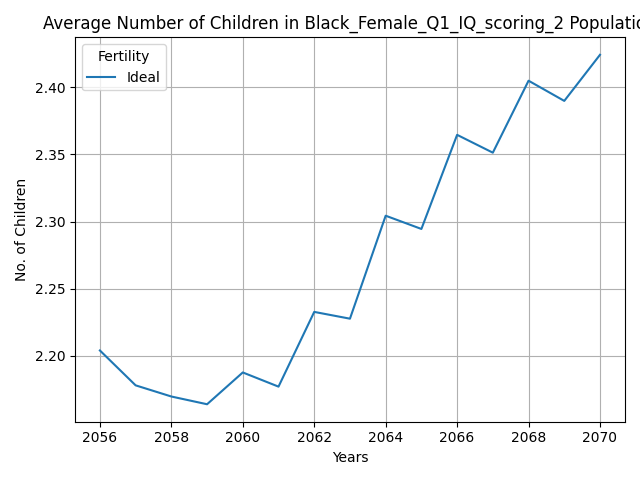 Average Number of Children in Black_Female_Q1_IQ_scoring_2 Populatio
Fertility
Ideal
No. of Children
2.40
2.35
2.30
2.25
2.20
2056 2058 2060 2062 2064 2066 2068 2070
Years